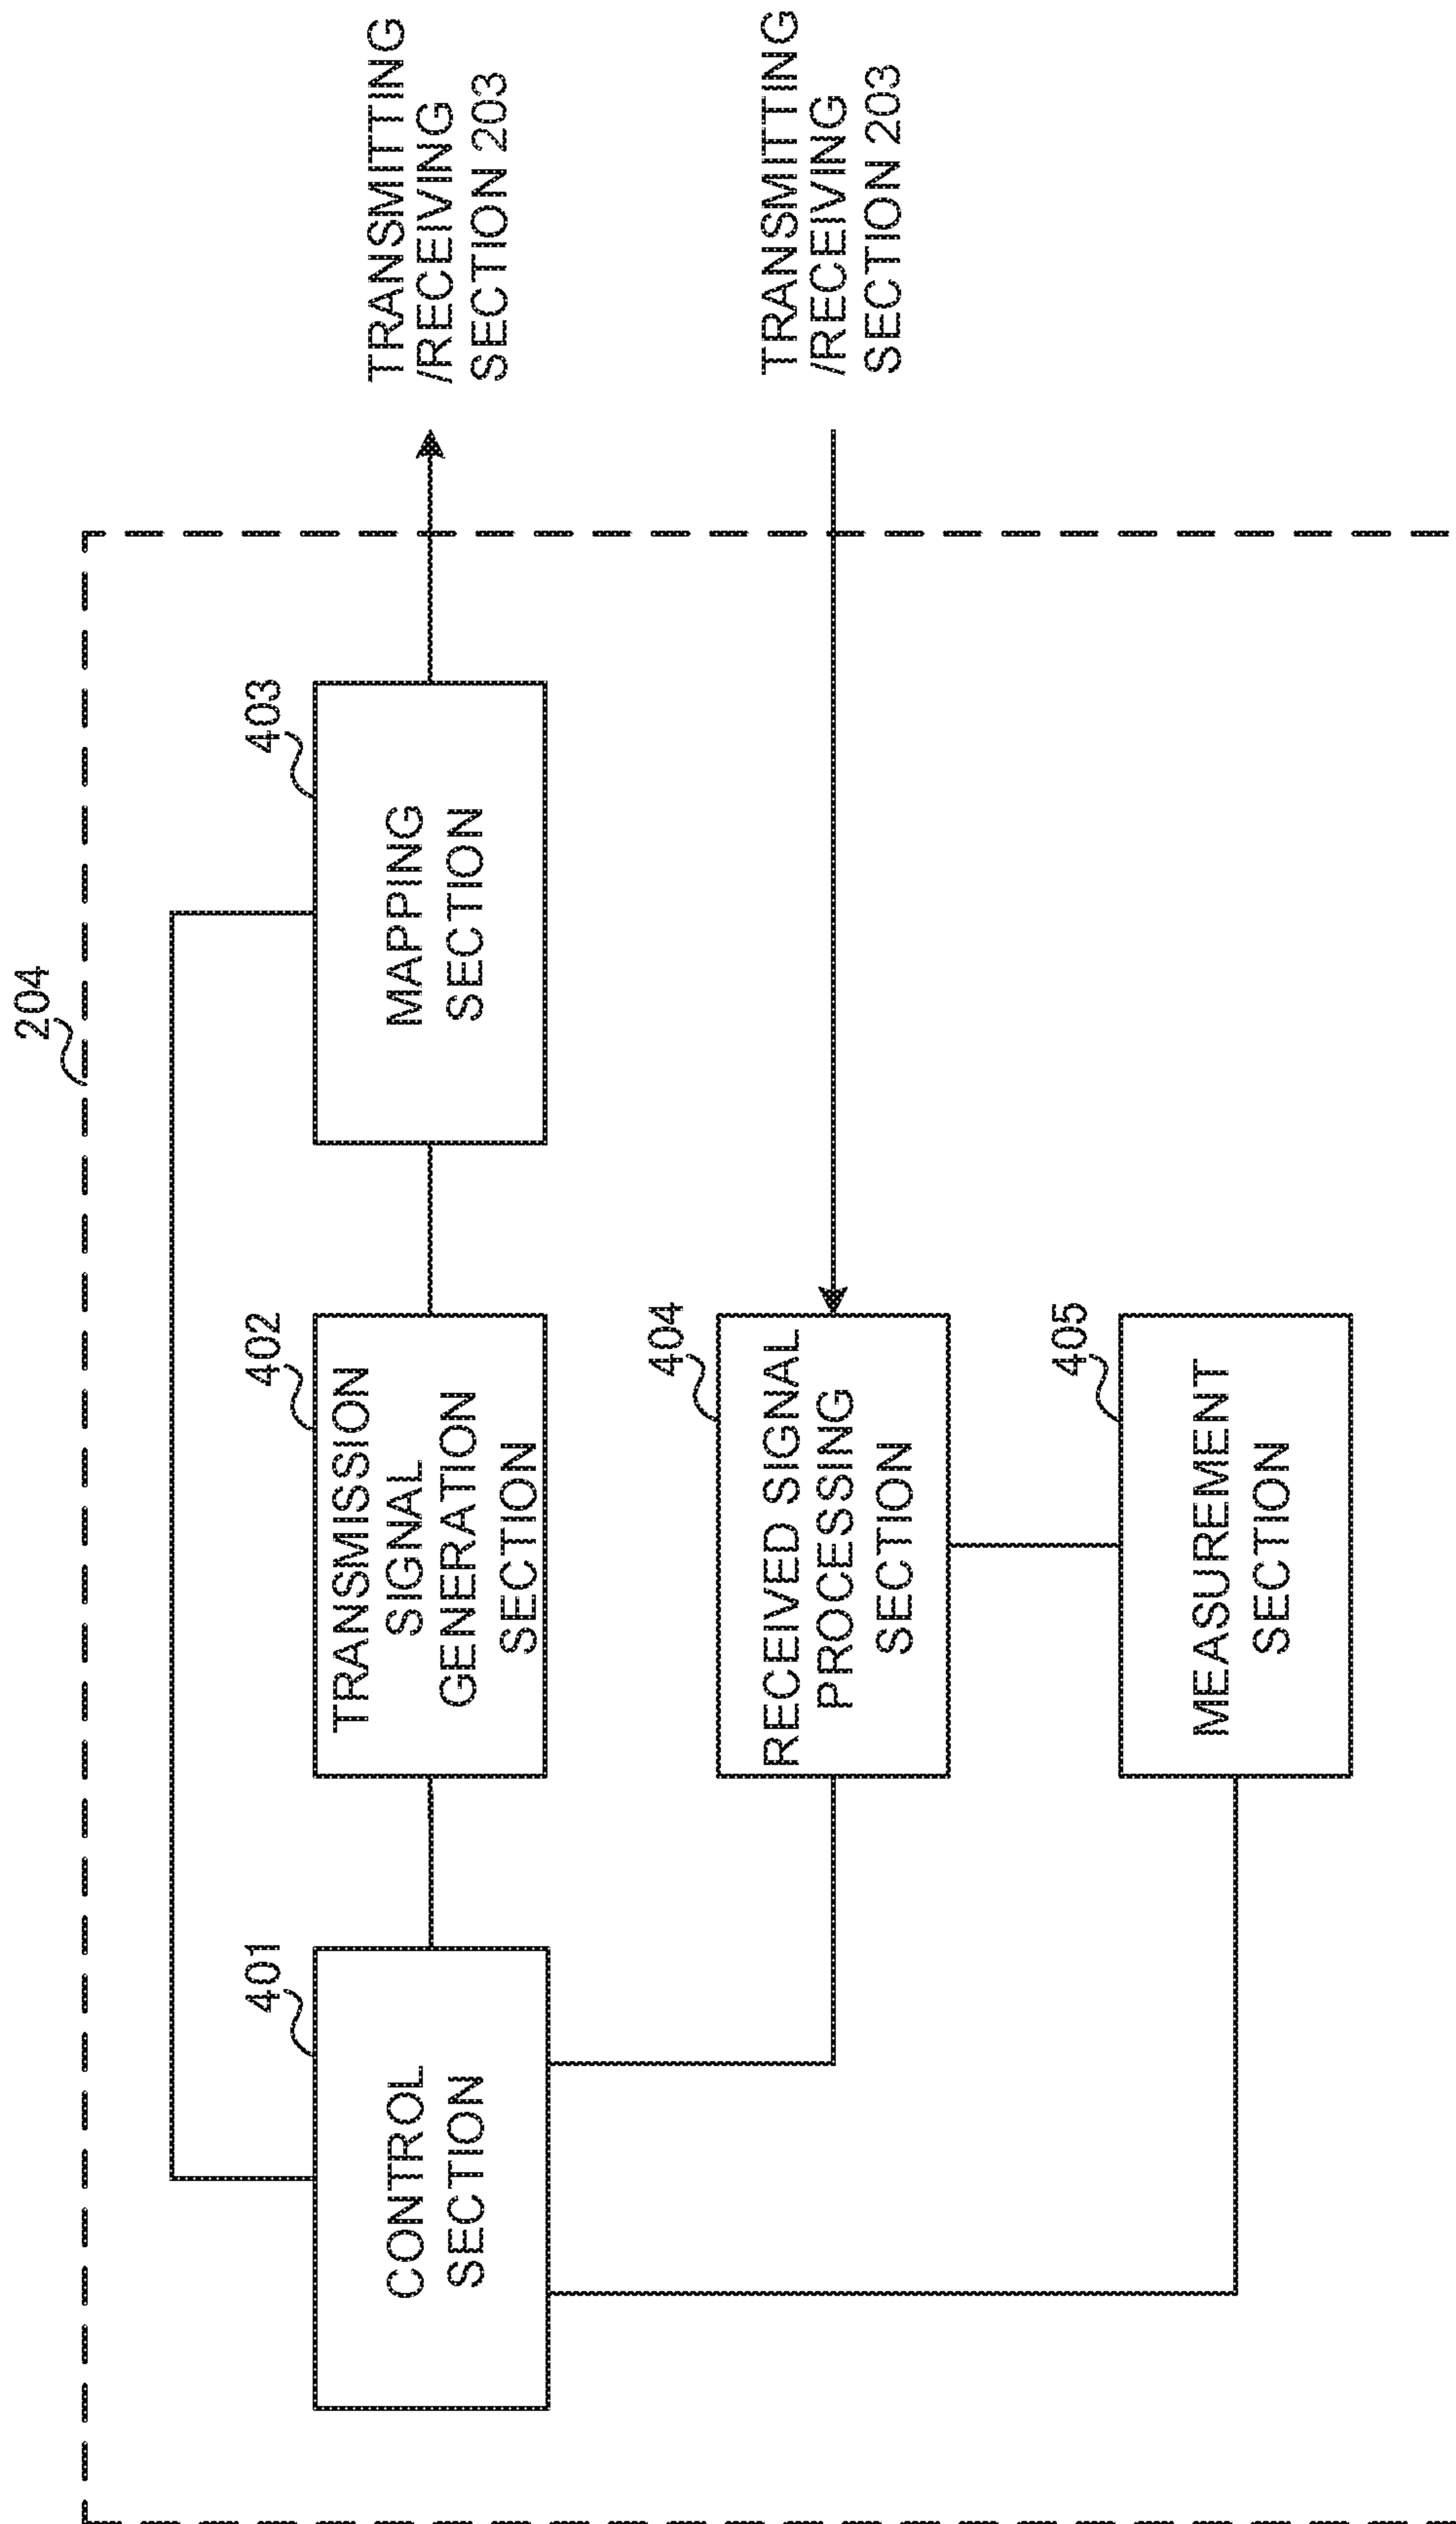 204
401
CONTROL
SECTION
402
TRANSMISSION
SIGNAL
GENERATION
SECTION
403
MAPPING
SECTION
TRANSMITTING
/RECEIVING
SECTION 203
404
RECEIVED SIGNAL
PROCESSING
SECTION
TRANSMITTING
/RECEIVING
SECTION 203
405
MEASUREMENT
SECTION